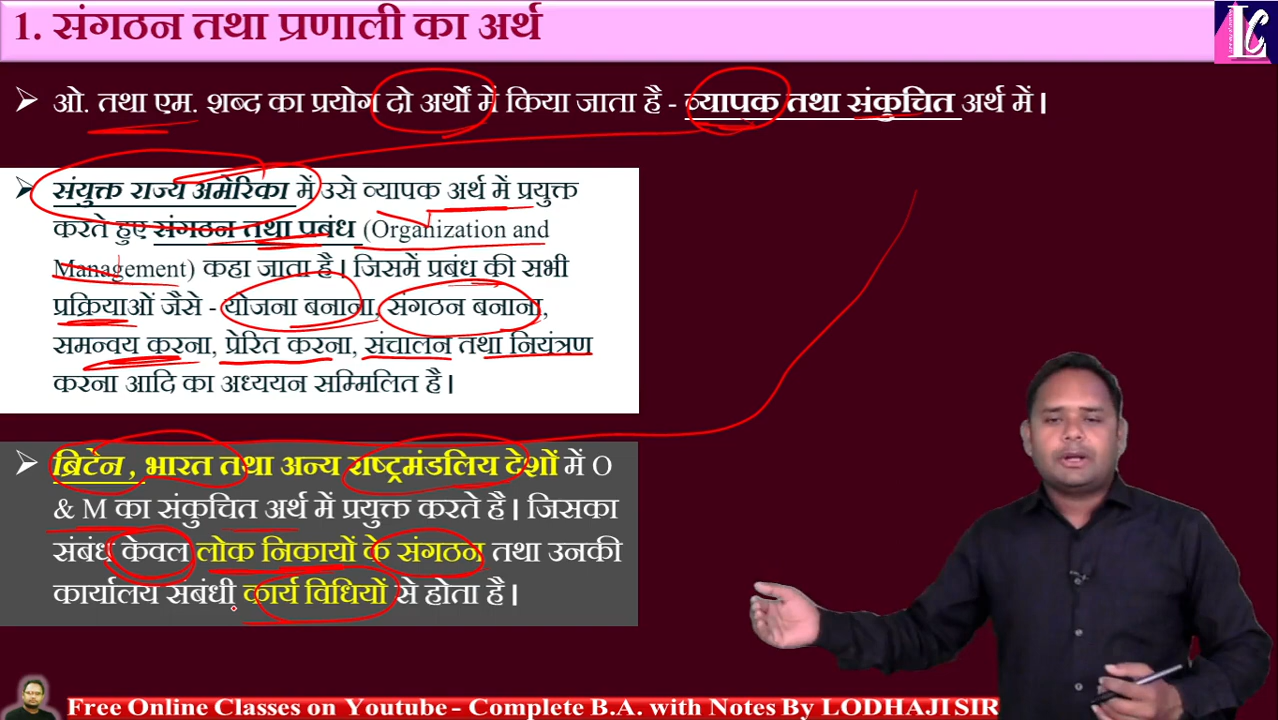 1. संगठन तथा प्रणाली का अर्थ
LC
➢ ओ. तथा एम. शब्द का प्रयोग दो अर्थों में किया जाता है - व्यापक तथा संकुचित अर्थ में।
➢ संयुक्त राज्य अमेरिका में उसे व्यापक अर्थ में प्रयुक्त
करते हुए संगठन तथा प्रबंध (Organization and
Management) कहा जाता है। जिसमें प्रबंध की सभी
प्रक्रियाओं जैसे - योजना बनाना, संगठन बनाना,
समन्वय करना, प्रेरित करना, संचालन तथा नियंत्रण
करना आदि का अध्ययन सम्मिलित है।
➢ ब्रिटेन, भारत तथा अन्य राष्ट्रमंडलिय देशों में O
& M का संकुचित अर्थ में प्रयुक्त करते है। जिसका
संबंध केवल लोक निकायों के संगठन तथा उनकी
कार्यालय संबंधी कार्य विधियों से होता है।
Free Online Classes on Youtube - Complete B.A. with Notes By LODHAJI SIR